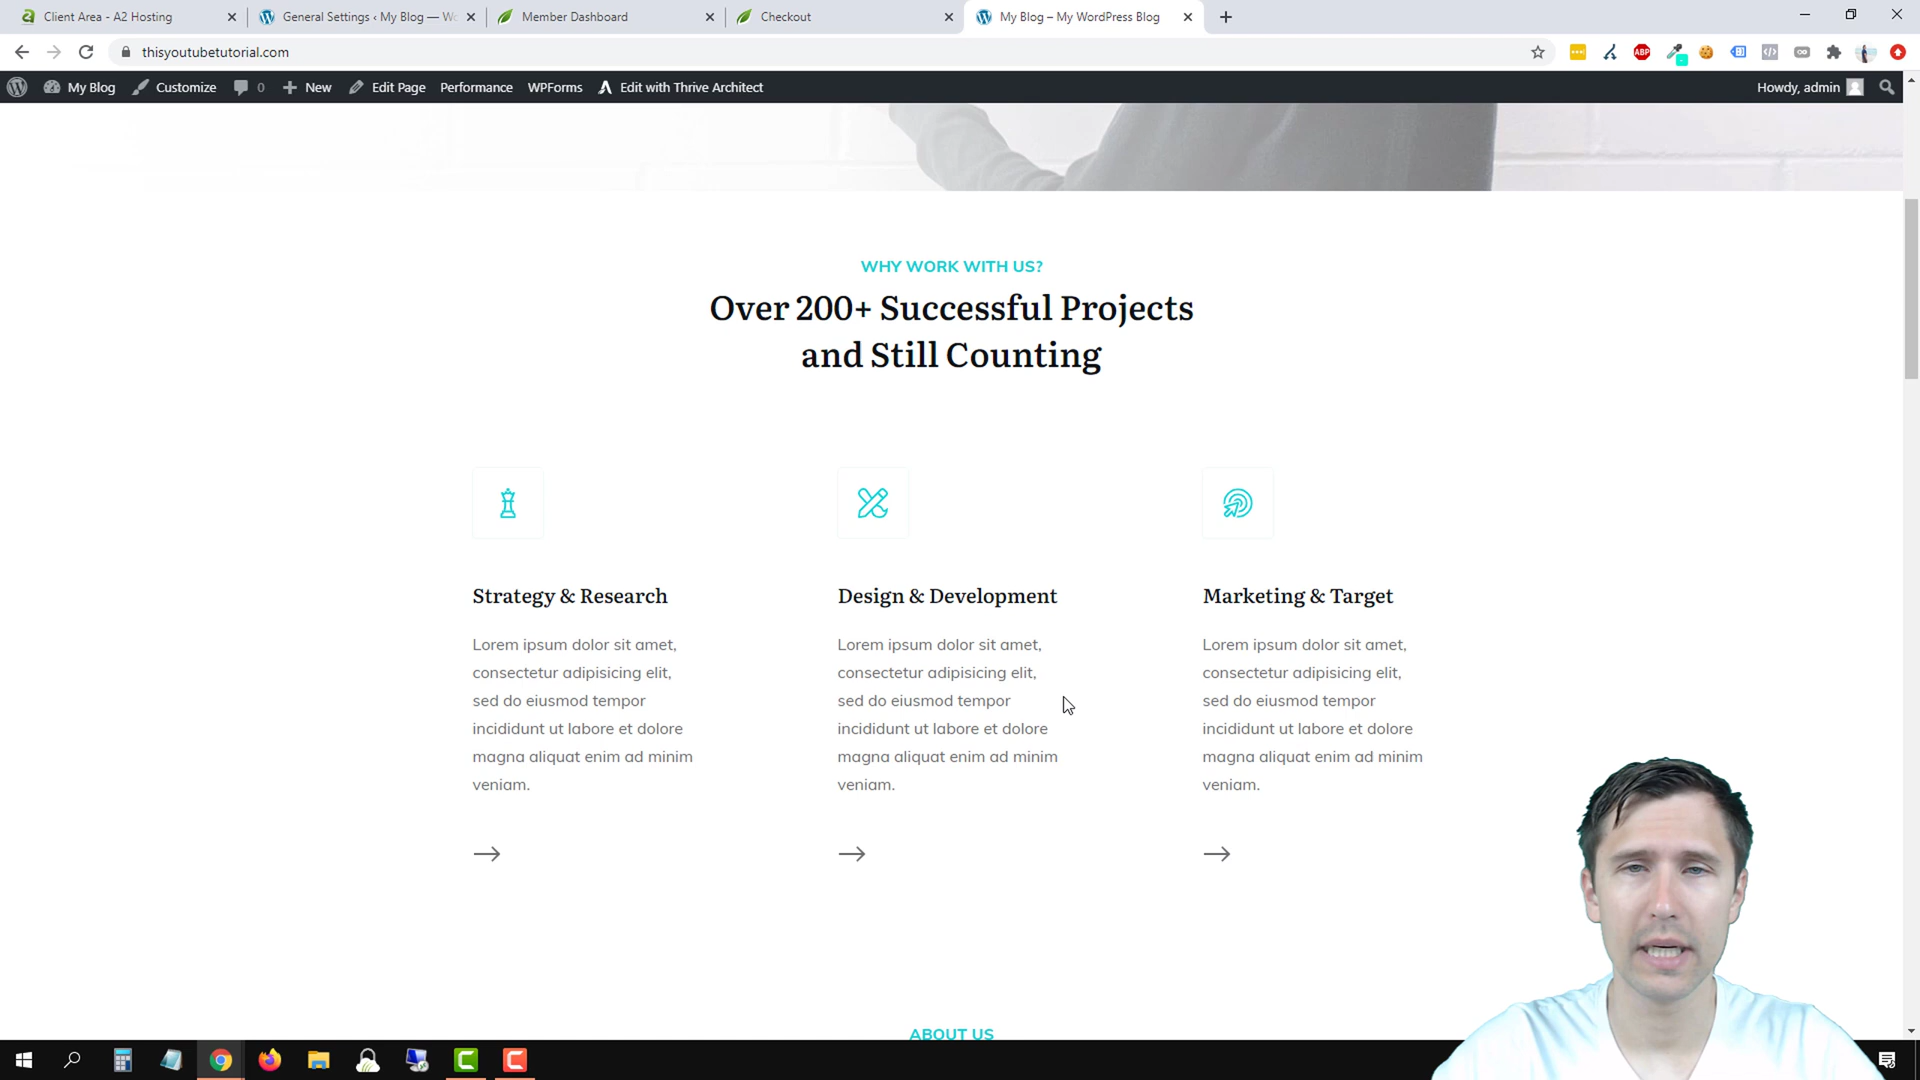 Client Area - A2 Hosting
General Settings ‹ My Blog — Wo
Member Dashboard
Checkout
My Blog – My WordPress Blog
thisyoutubetutorial.com
ABP
My Blog
Customize
0
New
Edit Page
Performance
WPForms
Edit with Thrive Architect
Howdy, admin
WHY WORK WITH US?
Over 200+ Successful Projects
and Still Counting
Strategy & Research
Lorem ipsum dolor sit amet,
consectetur adipisicing elit,
sed do eiusmod tempor
incididunt ut labore et dolore
magna aliquat enim ad minim
veniam.
Design & Development
Lorem ipsum dolor sit amet,
consectetur adipisicing elit,
sed do eiusmod tempor
incididunt ut labore et dolore
magna aliquat enim ad minim
veniam.
Marketing & Target
Lorem ipsum dolor sit amet,
consectetur adipisicing elit,
sed do eiusmod tempor
incididunt ut labore et dolore
magna aliquat enim ad minim
veniam.
ABOUT US